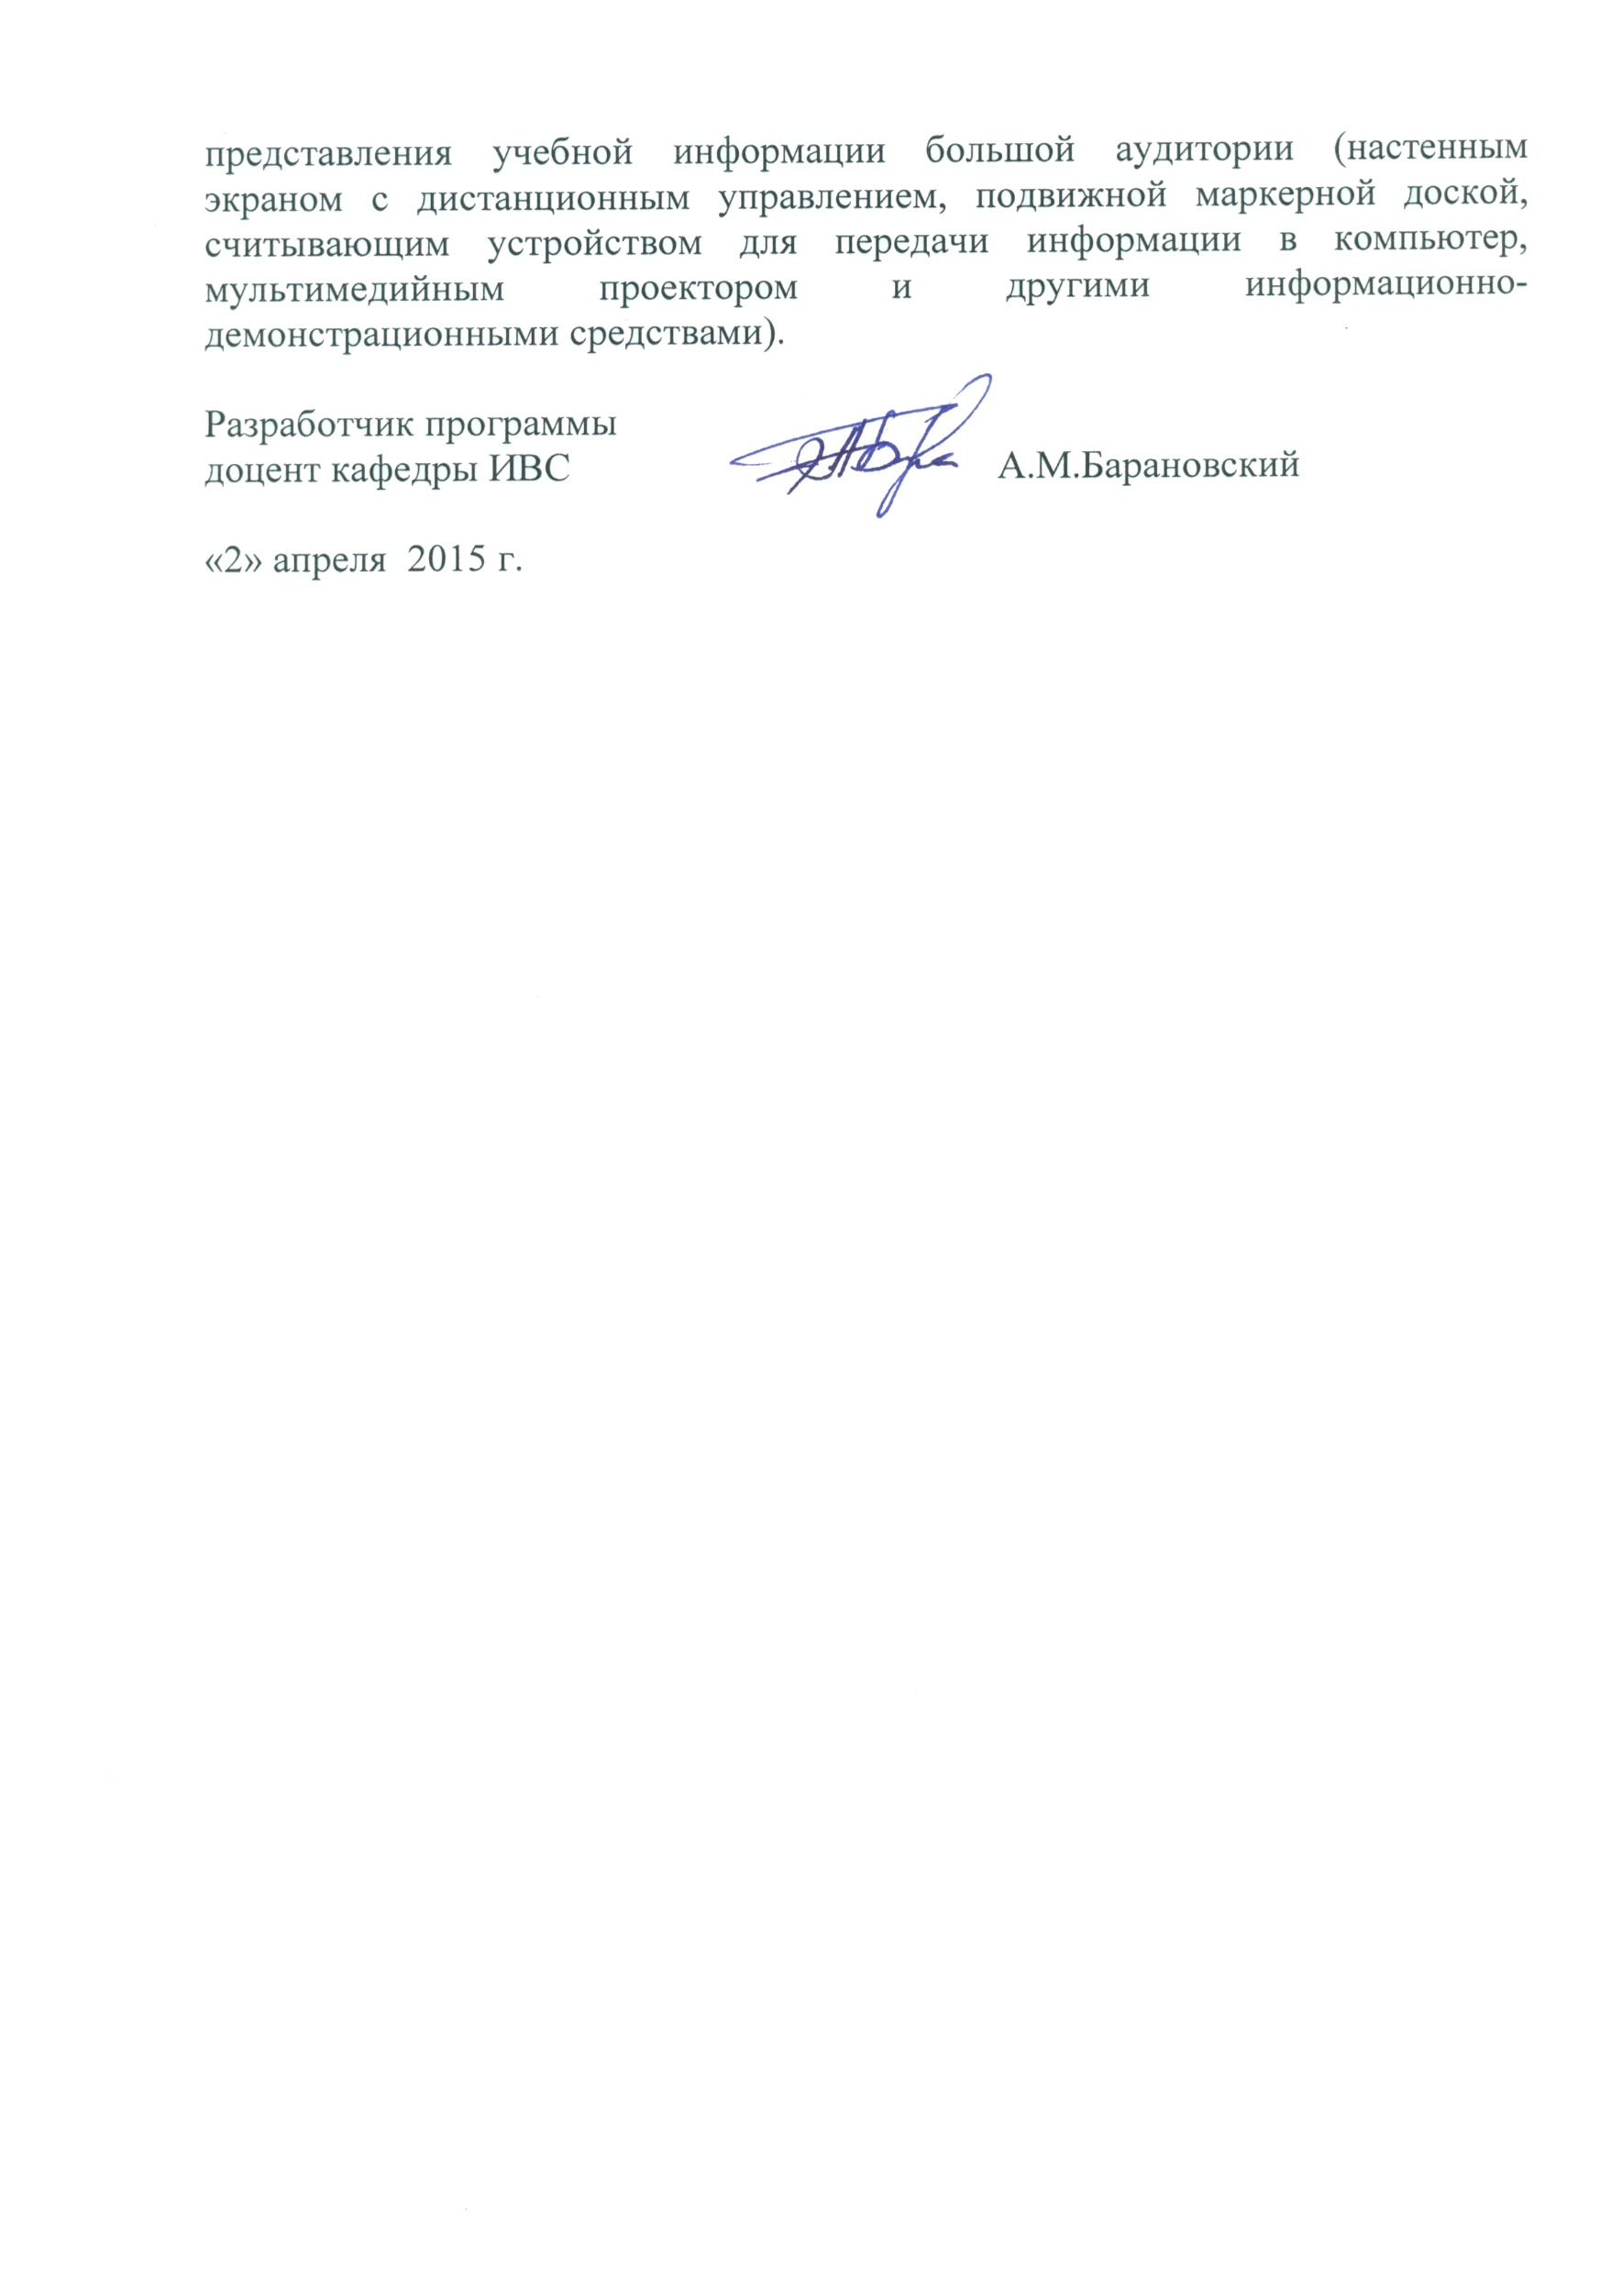 представления учебной информации большой аудитории (настенным
экраном с дистанционным управлением, подвижной маркерной доской,
считывающим устройством для передачи информации в компьютер,
мультимедийным проектором и другими информационно-
демонстрационными средствами).
Разработчик программы
доцент кафедры ИВС А.М.Барановский
«2» апреля 2015 г.